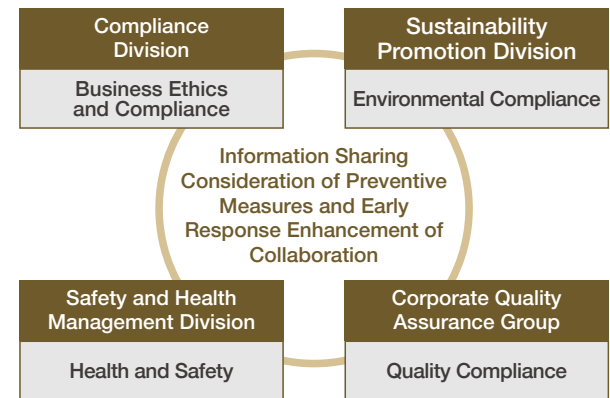 Compliance
Division
Business Ethics
and Compliance
Sustainability
Promotion Division
Environmental Compliance
Information Sharing
Consideration of Preventive
Measures and Early
Response Enhancement of
Collaboration
Safety and Health
Management Division
Health and Safety
Corporate Quality
Assurance Group
Quality Compliance